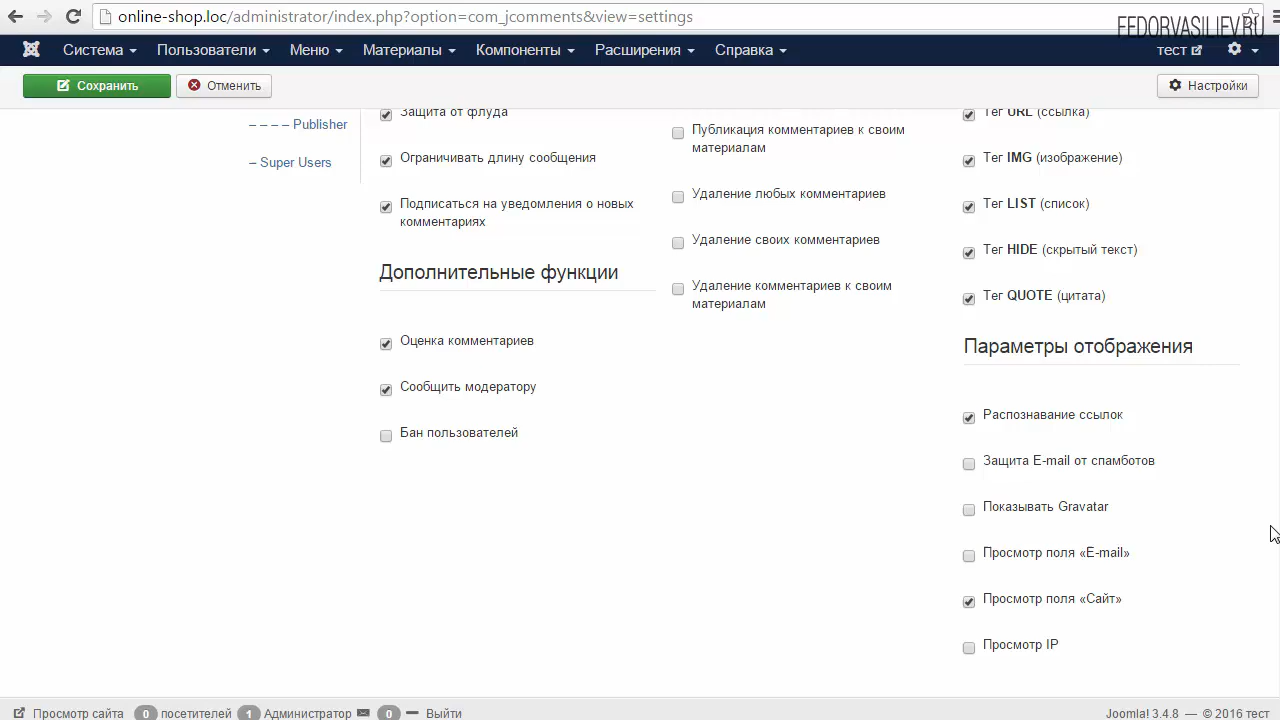 online-shop.loc/administrator/index.php?option=com_jcomments&view=settings
FEDORVASILIEV.RU
Система Пользователи Меню Материалы Компоненты Расширения Справка тест
Сохранить Отменить Настройки
– – – – Publisher
– Super Users
Защита от флуда
Ограничивать длину сообщения
Подписаться на уведомления о новых
комментариях
Дополнительные функции
Оценка комментариев
Сообщить модератору
Бан пользователей
Публикация комментариев к своим
материалам
Удаление любых комментариев
Удаление своих комментариев
Удаление комментариев к своим
материалам
Тег URL (ссылка)
Тег IMG (изображение)
Тег LIST (список)
Тег HIDE (скрытый текст)
Тег QUOTE (цитата)
Параметры отображения
Распознавание ссылок
Защита E-mail от спамботов
Показывать Gravatar
Просмотр поля «E-mail»
Просмотр поля «Сайт»
Просмотр IP
Просмотр сайта 0 посетителей 1 Администратор 0 Выйти Joomla! 3.4.8 — © 2016 тест